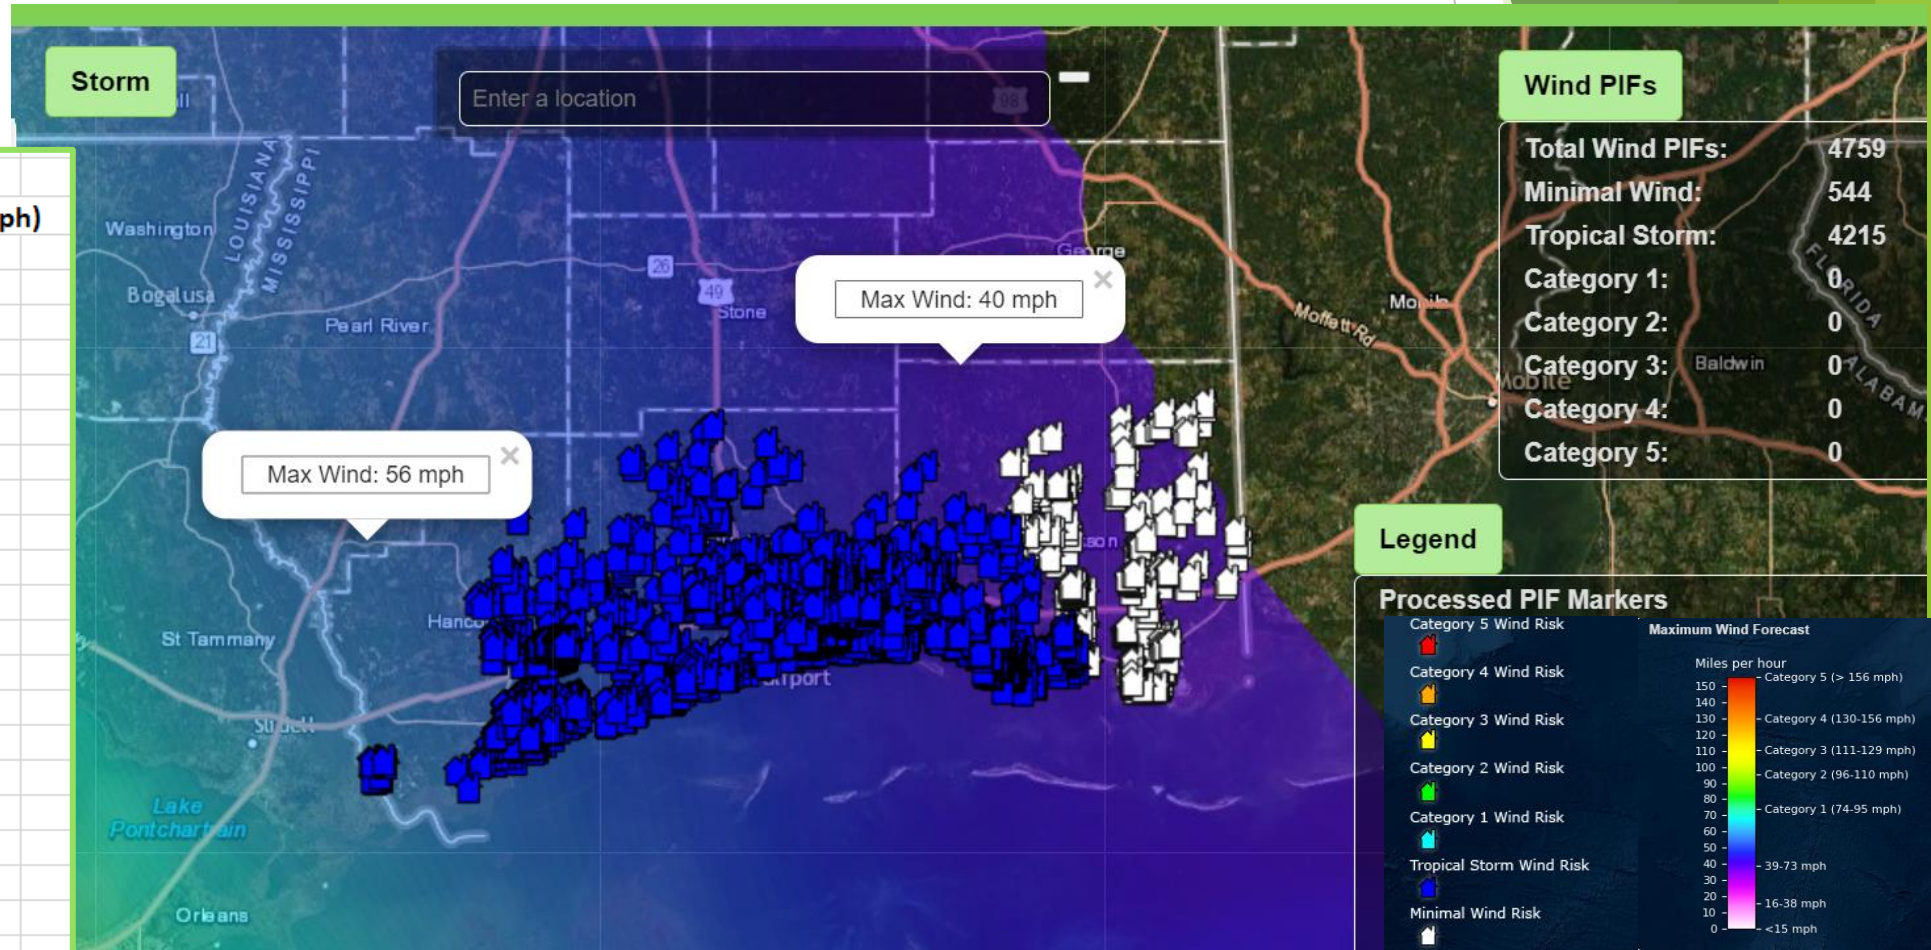 Storm
Enter a location
98
Wind PIFs
Total Wind PIFs: 4759
Minimal Wind: 544
Tropical Storm: 4215
Category 1: 0
Category 2: 0
Category 3: 0
Category 4: 0
Category 5: 0
ph)
LOUISIANA
MISSISSIPPI
Washington
26
49
Stone
Bogalusa
Pearl River
21
George
Max Wind: 40 mph
Moffett Rd
Mobile
Mobile
Baldwin
FLORIDA
ALABAM
Max Wind: 56 mph
St Tammany
Slidell
Lake
Pontchartrain
Orleans
Legend
Processed PIF Markers
Category 5 Wind Risk
Category 4 Wind Risk
Category 3 Wind Risk
Category 2 Wind Risk
Category 1 Wind Risk
Tropical Storm Wind Risk
Minimal Wind Risk
Maximum Wind Forecast
Miles per hour
150
140
130
120
110
100
90
80
70
60
50
40
30
20
10
0
Category 5 (> 156 mph)
Category 4 (130-156 mph)
Category 3 (111-129 mph)
Category 2 (96-110 mph)
Category 1 (74-95 mph)
39-73 mph
16-38 mph
<15 mph